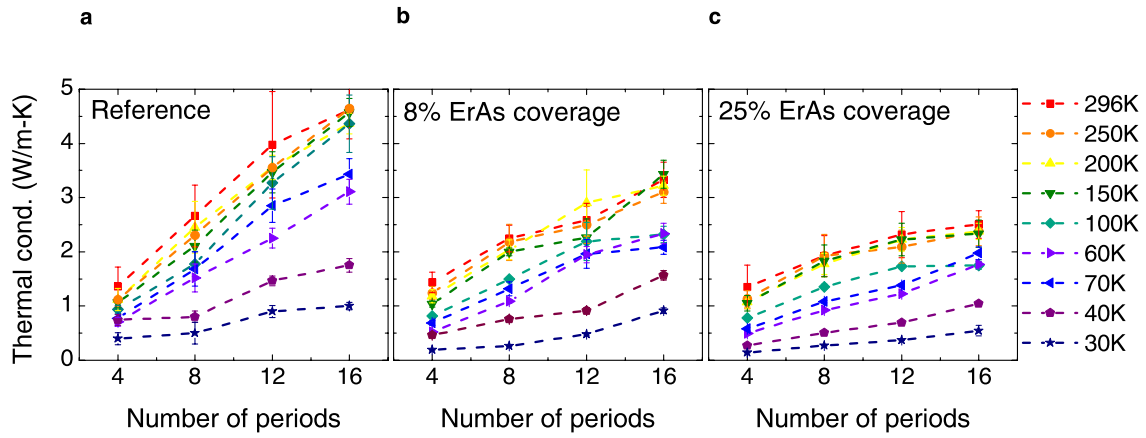 a b c
Reference
8% ErAs coverage
25% ErAs coverage
Thermal cond. (W/m-K)
5
4
3
2
1
0
4 8 12 16
4 8 12 16
4 8 12 16
Number of periods
Number of periods
Number of periods
296K
250K
200K
150K
100K
60K
70K
40K
30K